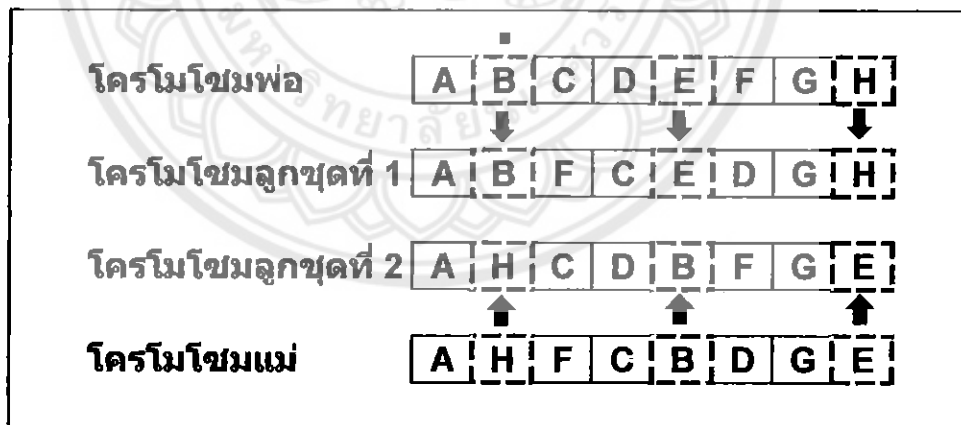 โครโมโซมพ่อ A B C D E F G H
โครโมโซมลูกชุดที่ 1 A B F C E D G H
โครโมโซมลูกชุดที่ 2 A H C D B F G E
โครโมโซมแม่ A H F C B D G E